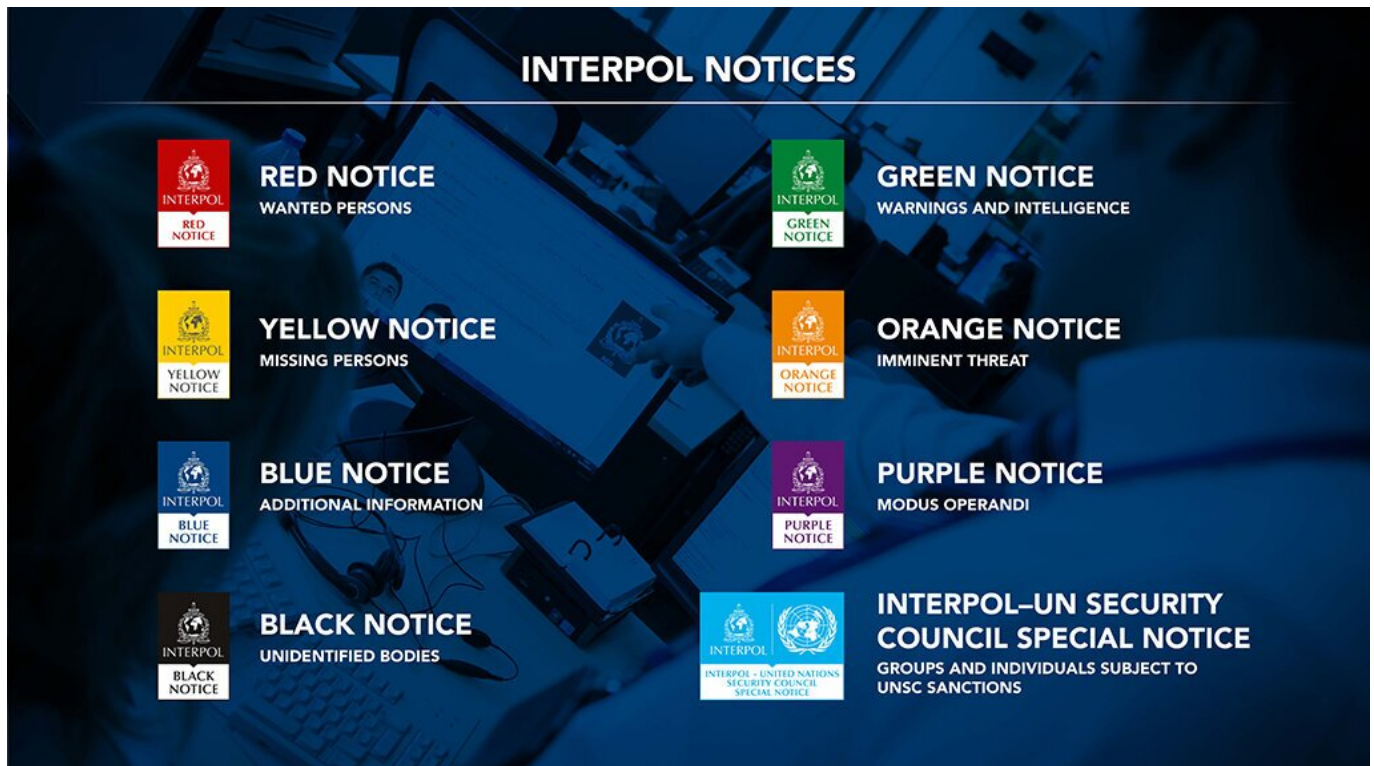 INTERPOL NOTICES
INTERPOL
RED
NOTICE
RED NOTICE
WANTED PERSONS
INTERPOL
YELLOW
NOTICE
YELLOW NOTICE
MISSING PERSONS
INTERPOL
BLUE
NOTICE
BLUE NOTICE
ADDITIONAL INFORMATION
INTERPOL
BLACK
NOTICE
BLACK NOTICE
UNIDENTIFIED BODIES
INTERPOL
GREEN
NOTICE
GREEN NOTICE
WARNINGS AND INTELLIGENCE
INTERPOL
ORANGE
NOTICE
ORANGE NOTICE
IMMINENT THREAT
INTERPOL
PURPLE
NOTICE
PURPLE NOTICE
MODUS OPERANDI
INTERPOL
INTERPOL - UNITED NATIONS
SECURITY COUNCIL
SPECIAL NOTICE
INTERPOL–UN SECURITY
COUNCIL SPECIAL NOTICE
GROUPS AND INDIVIDUALS SUBJECT TO
UNSC SANCTIONS